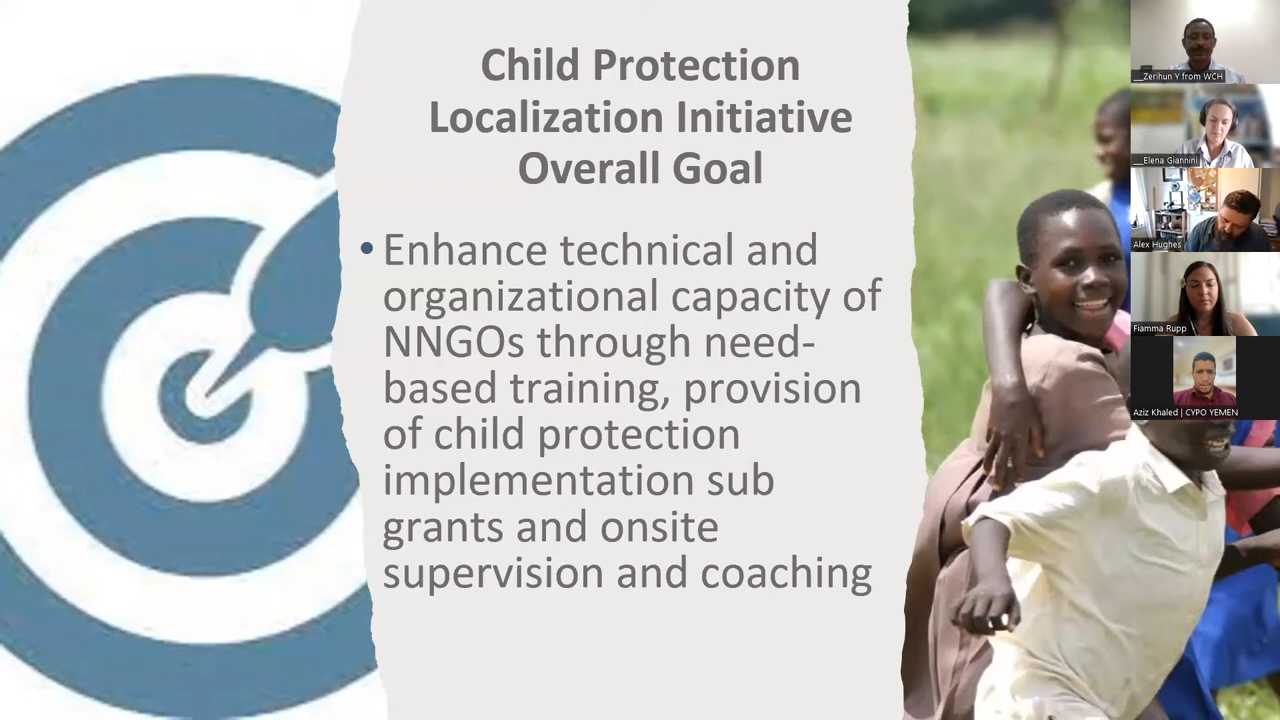 Child Protection
Localization Initiative
Overall Goal
• Enhance technical and
organizational capacity of
NNGOs through need-
based training, provision
of child protection
implementation sub
grants and onsite
supervision and coaching
__Zerihun Y from WCH
__Elena Giannini
Alex Hughes
Fiamma Rupp
Aziz Khaled | CYPO YEMEN